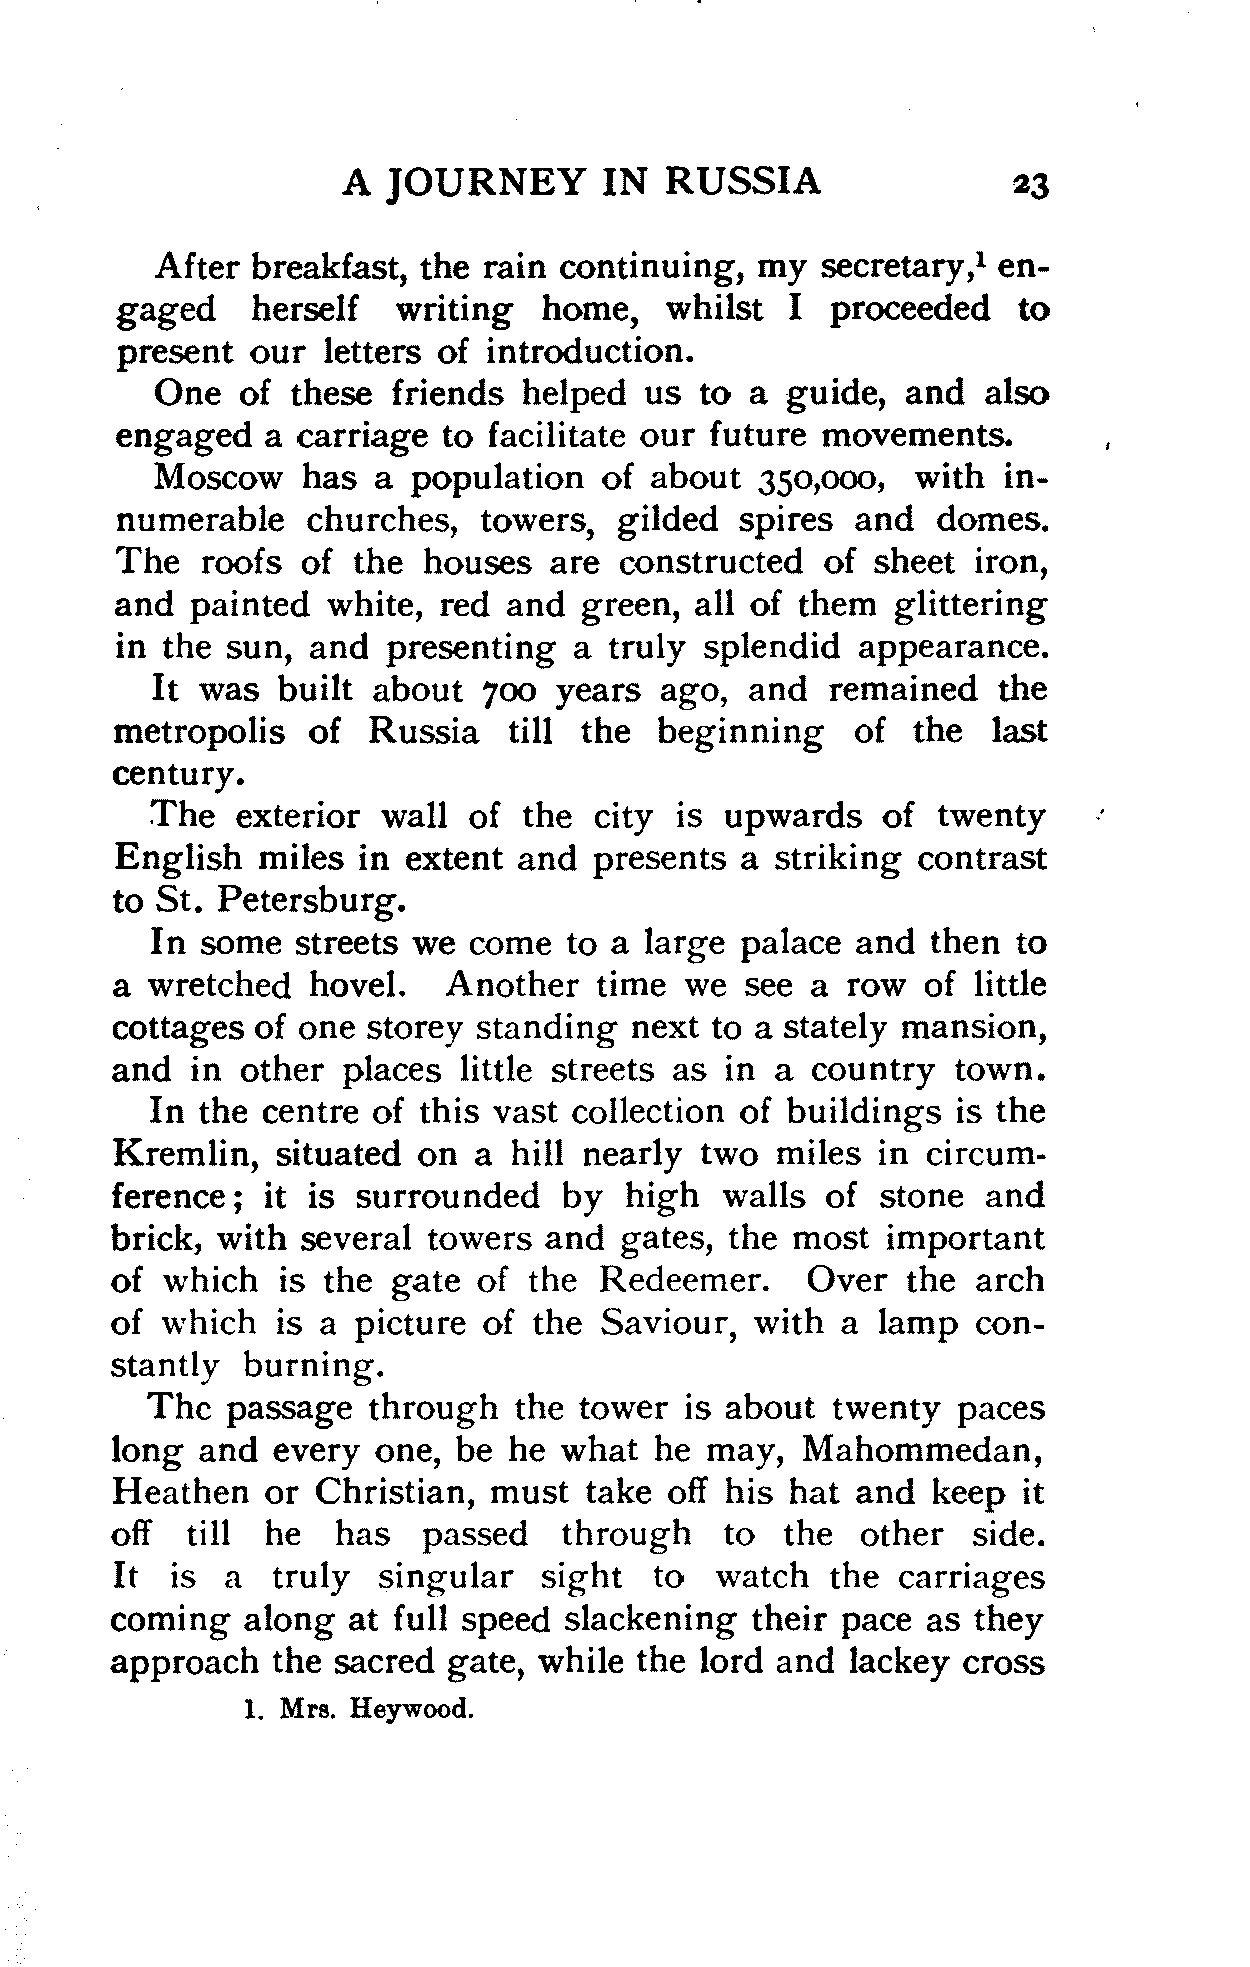 A JOURNEY IN RUSSIA 23
After breakfast, the rain continuing, my secretary,¹ en-
gaged herself writing home, whilst I proceeded to
present our letters of introduction.
One of these friends helped us to a guide, and also
engaged a carriage to facilitate our future movements.
Moscow has a population of about 350,000, with in-
numerable churches, towers, gilded spires and domes.
The roofs of the houses are constructed of sheet iron,
and painted white, red and green, all of them glittering
in the sun, and presenting a truly splendid appearance.
It was built about 700 years ago, and remained the
metropolis of Russia till the beginning of the last
century.
The exterior wall of the city is upwards of twenty
English miles in extent and presents a striking contrast
to St. Petersburg.
In some streets we come to a large palace and then to
a wretched hovel. Another time we see a row of little
cottages of one storey standing next to a stately mansion,
and in other places little streets as in a country town.
In the centre of this vast collection of buildings is the
Kremlin, situated on a hill nearly two miles in circum-
ference; it is surrounded by high walls of stone and
brick, with several towers and gates, the most important
of which is the gate of the Redeemer. Over the arch
of which is a picture of the Saviour, with a lamp con-
stantly burning.
The passage through the tower is about twenty paces
long and every one, be he what he may, Mahommedan,
Heathen or Christian, must take off his hat and keep it
off till he has passed through to the other side.
It is a truly singular sight to watch the carriages
coming along at full speed slackening their pace as they
approach the sacred gate, while the lord and lackey cross
1. Mrs. Heywood.